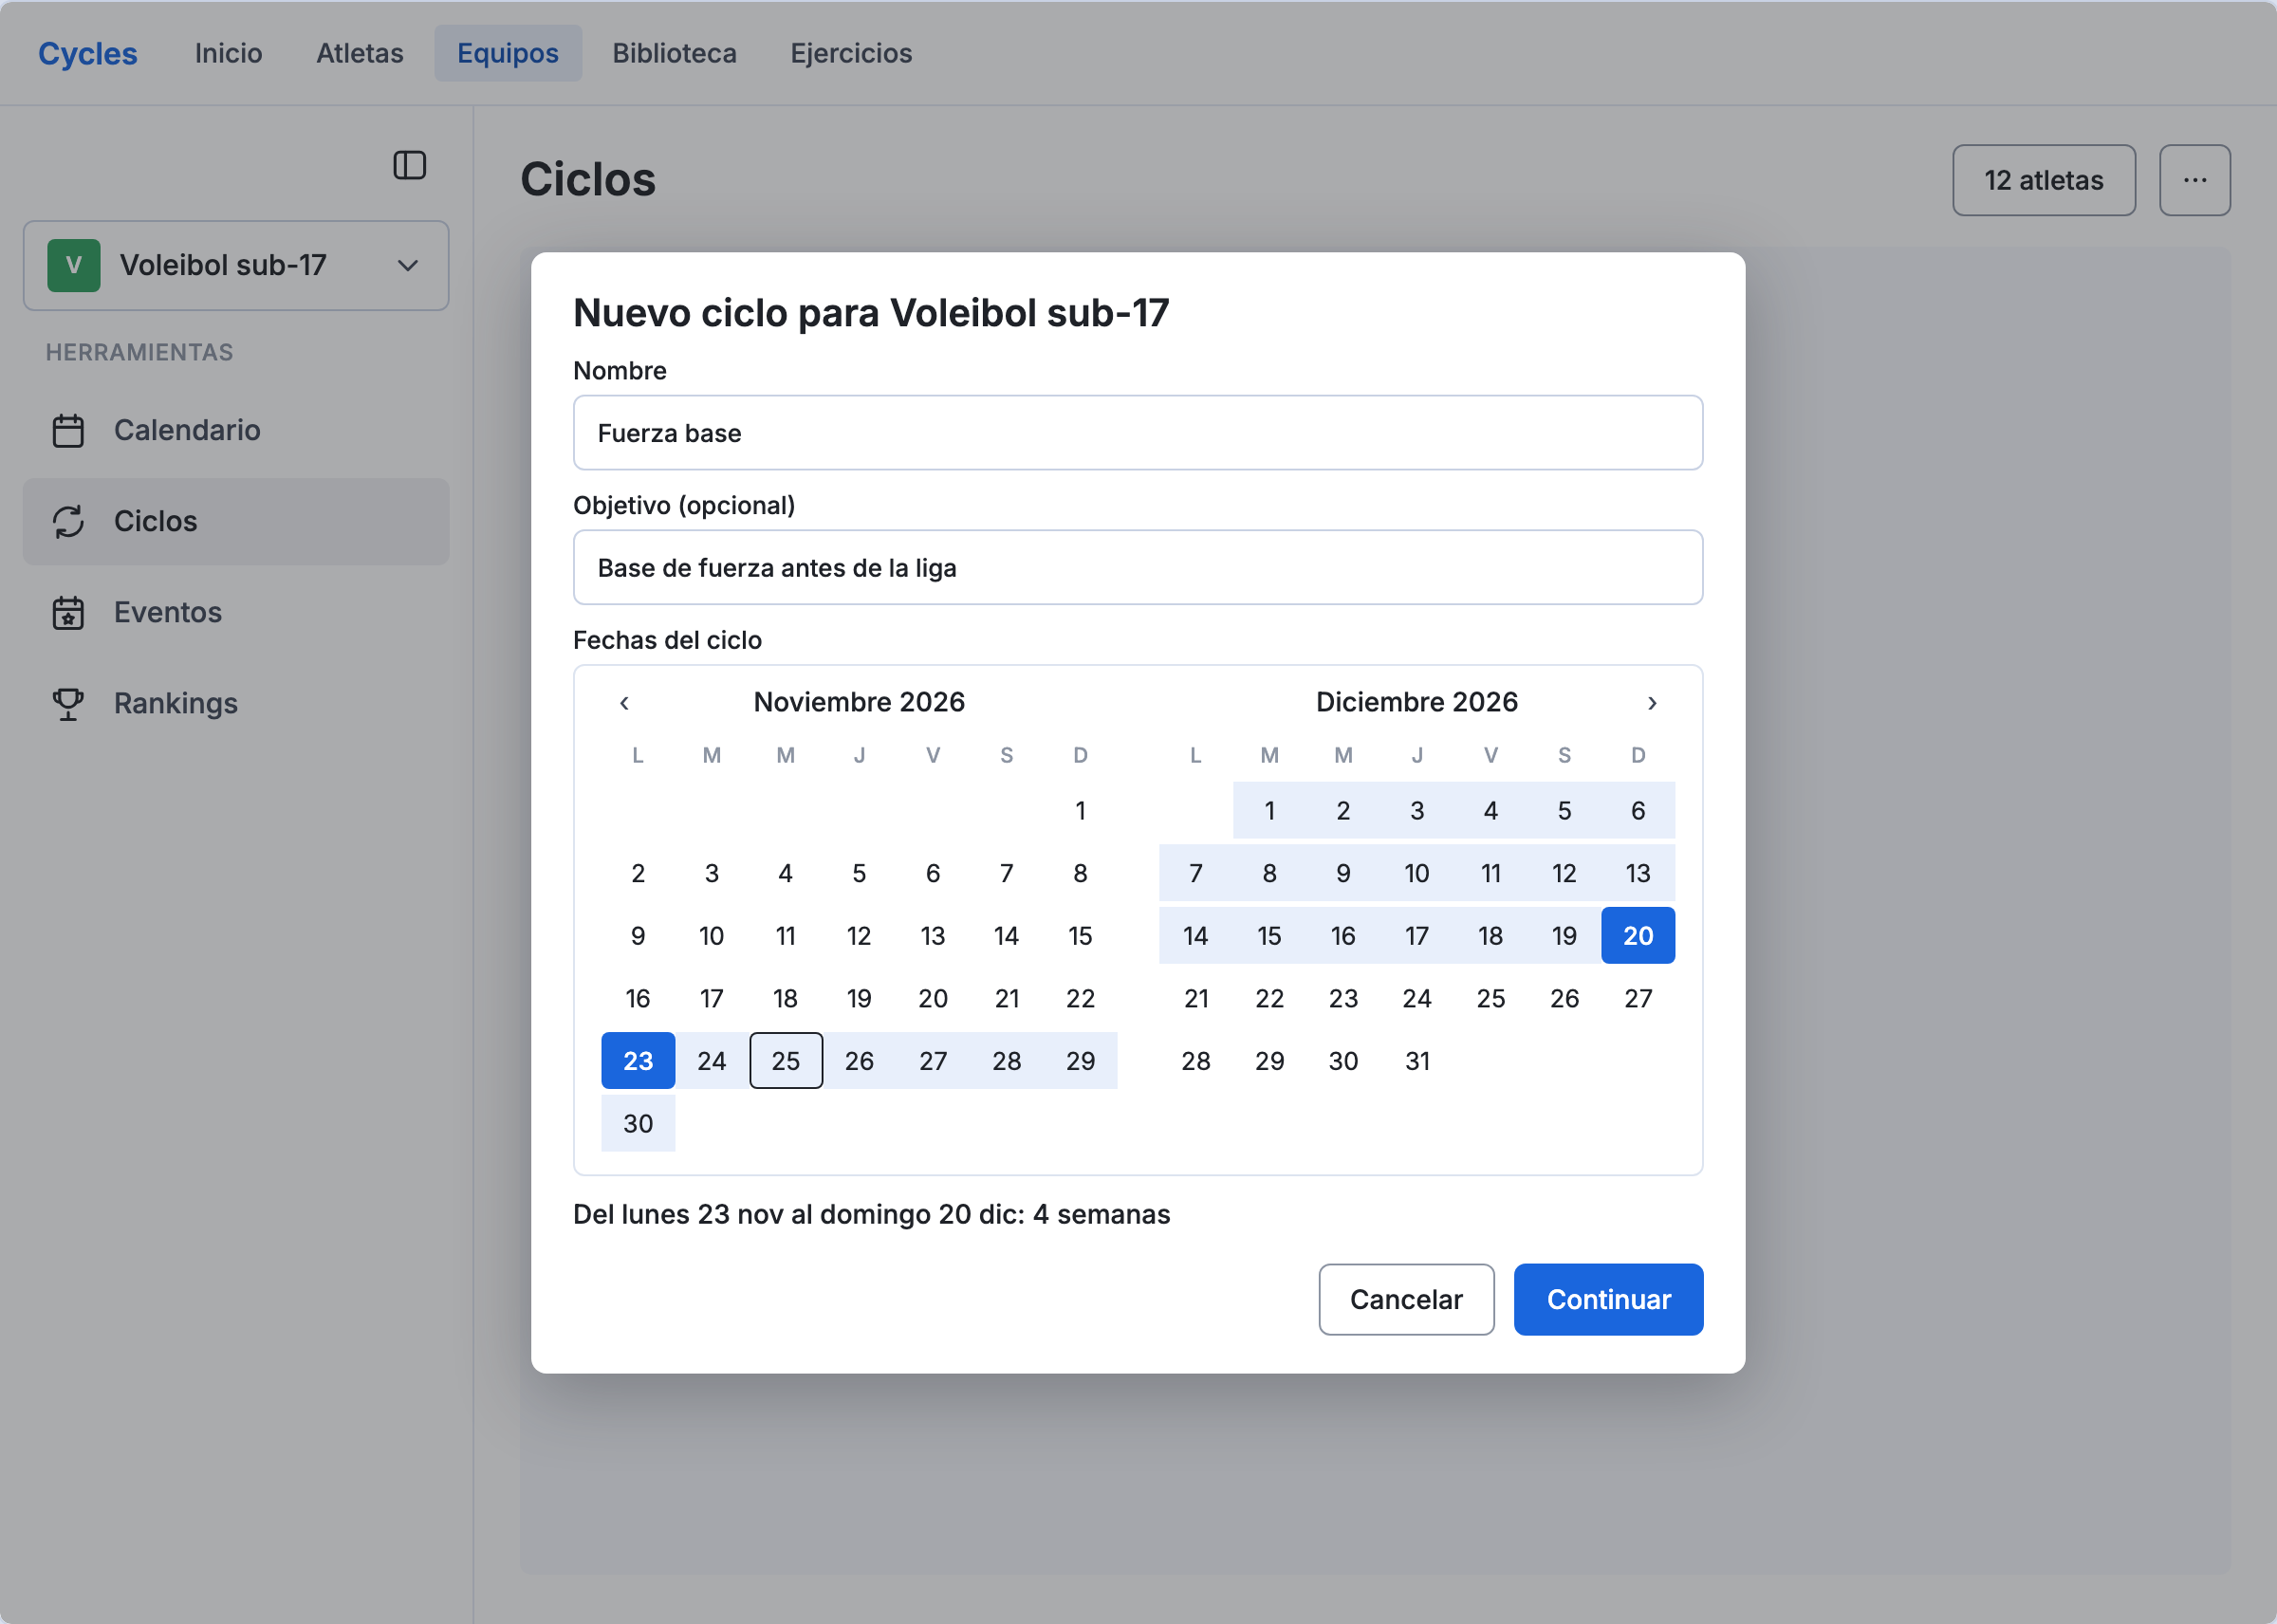 Cycles Inicio Atletas Equipos Biblioteca Ejercicios
Ciclos
12 atletas
...
V Voleibol sub-17
HERRAMIENTAS
Calendario
Ciclos
Eventos
Rankings
Nuevo ciclo para Voleibol sub-17
Nombre
Fuerza base
Objetivo (opcional)
Base de fuerza antes de la liga
Fechas del ciclo
‹ Noviembre 2026
L M M J V S D
1
2 3 4 5 6 7 8
9 10 11 12 13 14 15
16 17 18 19 20 21 22
23 24 25 26 27 28 29
30
Diciembre 2026 ›
L M M J V S D
1 2 3 4 5 6
7 8 9 10 11 12 13
14 15 16 17 18 19 20
21 22 23 24 25 26 27
28 29 30 31
Del lunes 23 nov al domingo 20 dic: 4 semanas
Cancelar
Continuar